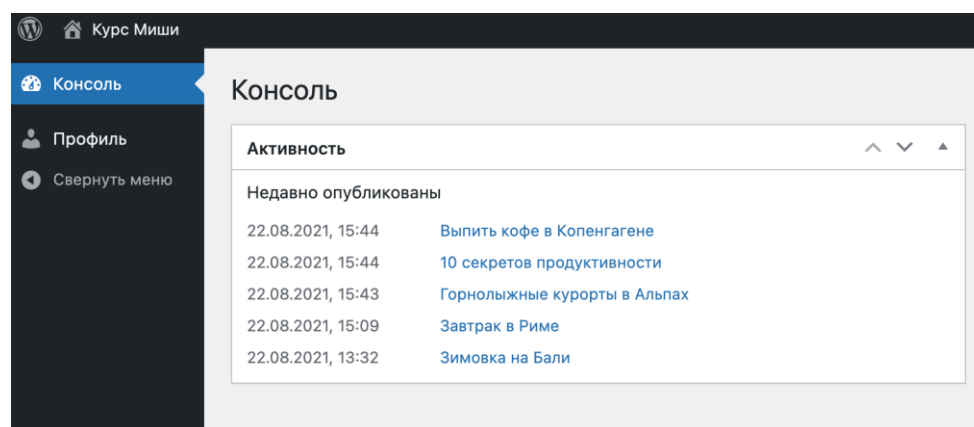 Курс Миши
Консоль
Профиль
Свернуть меню
Консоль
Активность
Недавно опубликованы
22.08.2021, 15:44 Выпить кофе в Копенгагене
22.08.2021, 15:44 10 секретов продуктивности
22.08.2021, 15:43 Горнолыжные курорты в Альпах
22.08.2021, 15:09 Завтрак в Риме
22.08.2021, 13:32 Зимовка на Бали